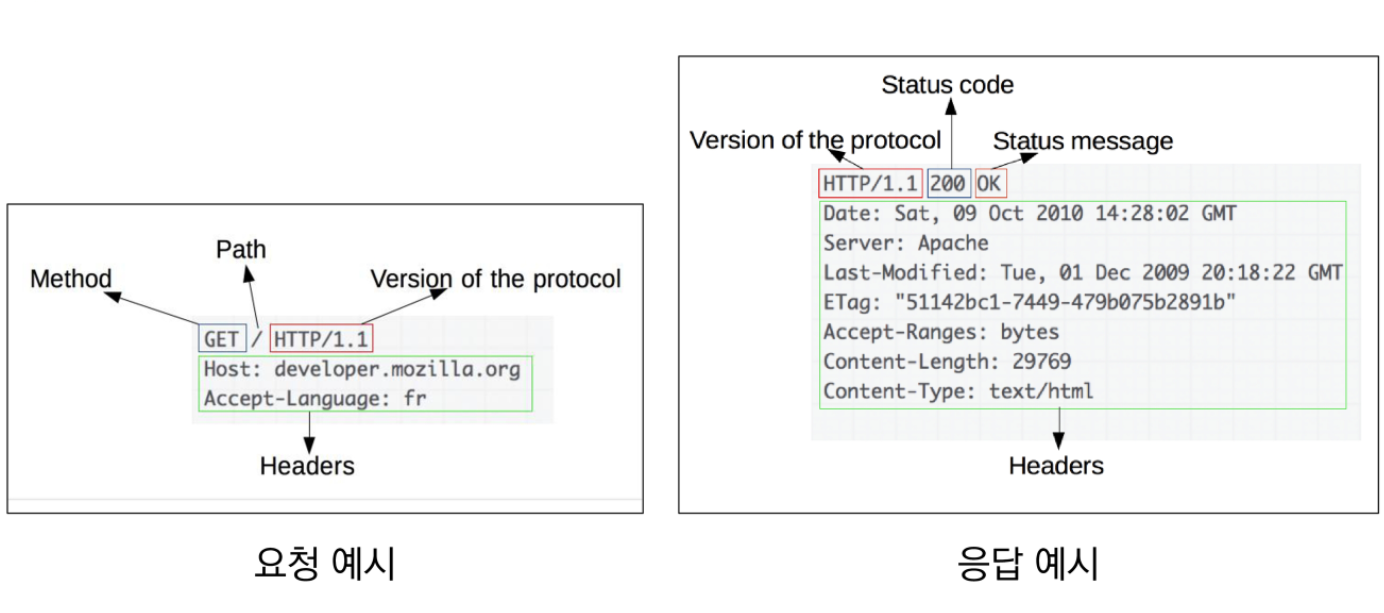 Path
Method
Version of the protocol
GET / HTTP/1.1
Host: developer.mozilla.org
Accept-Language: fr
Headers
요청 예시
Status code
Version of the protocol
Status message
HTTP/1.1 200 OK
Date: Sat, 09 Oct 2010 14:28:02 GMT
Server: Apache
Last-Modified: Tue, 01 Dec 2009 20:18:22 GMT
ETag: "51142bc1-7449-479b075b2891b"
Accept-Ranges: bytes
Content-Length: 29769
Content-Type: text/html
Headers
응답 예시